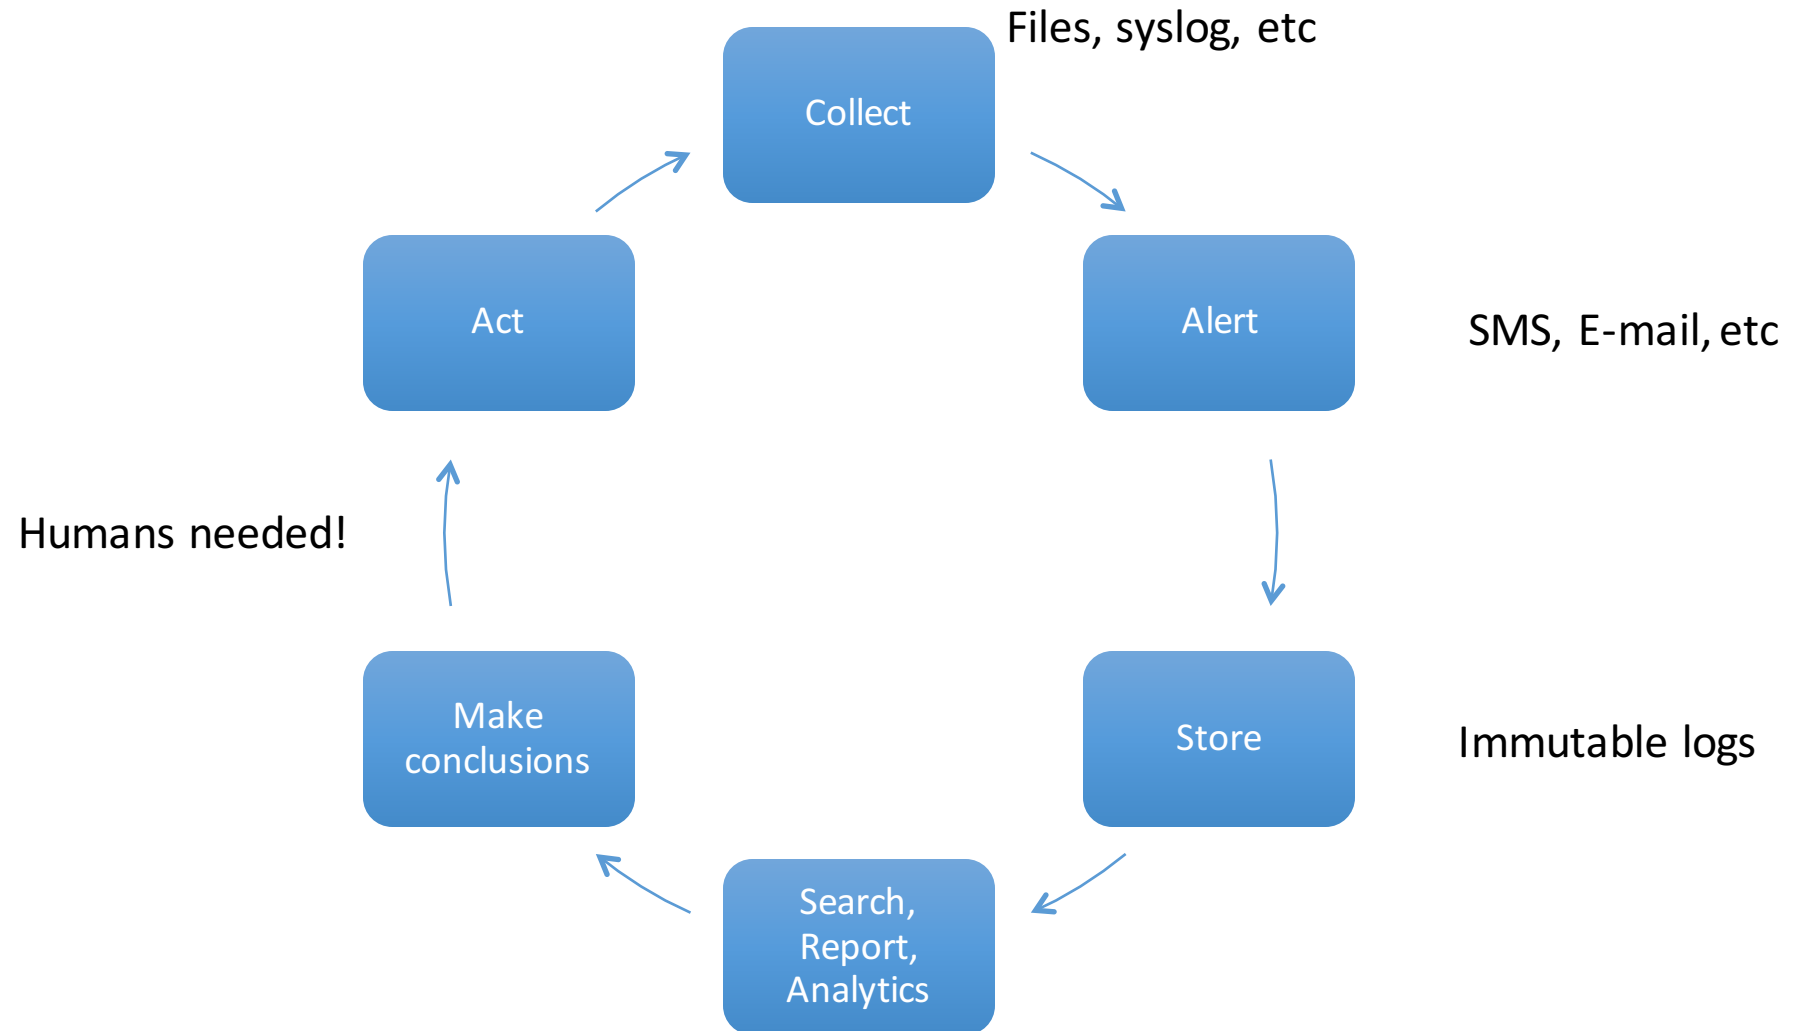 Files, syslog, etc
Collect
Act
Alert
SMS, E-mail, etc
Humans needed!
Make
conclusions
Store
Immutable logs
Search,
Report,
Analytics